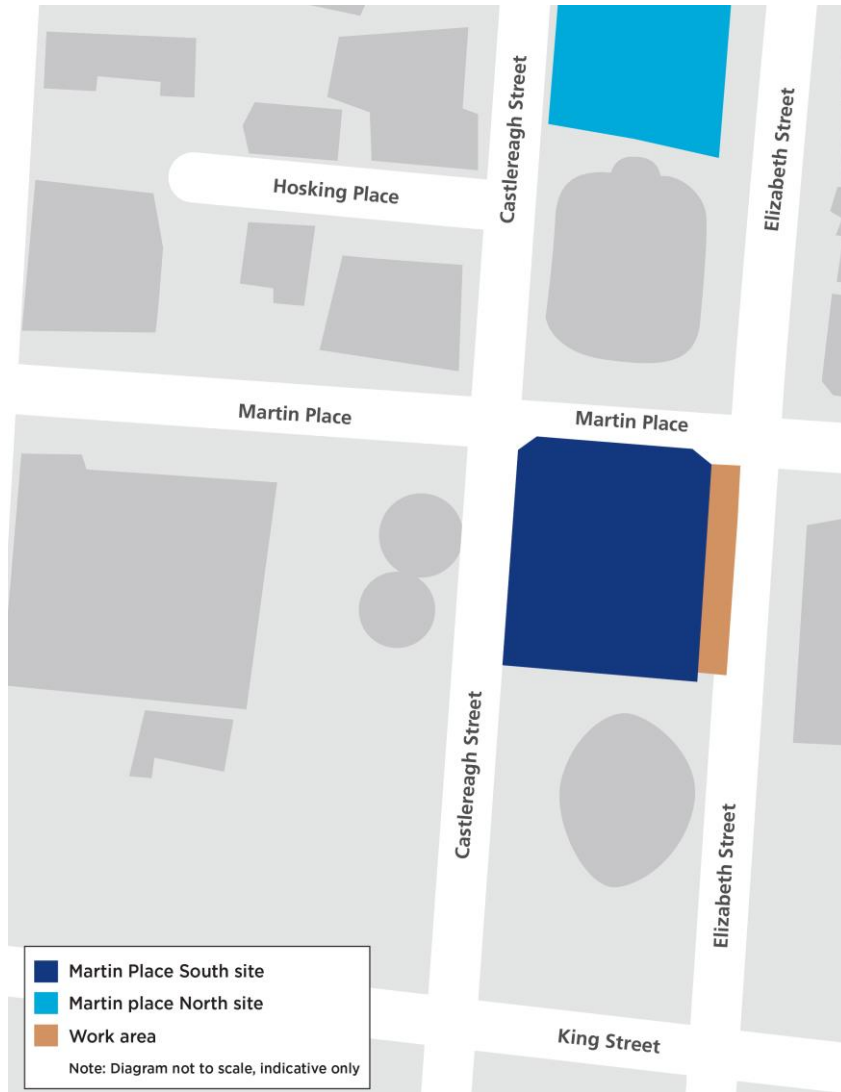 Castlereagh Street
Elizabeth Street
Hosking Place
Martin Place
Martin Place
Castlereagh Street
Elizabeth Street
King Street
Martin Place South site
Martin place North site
Work area
Note: Diagram not to scale, indicative only